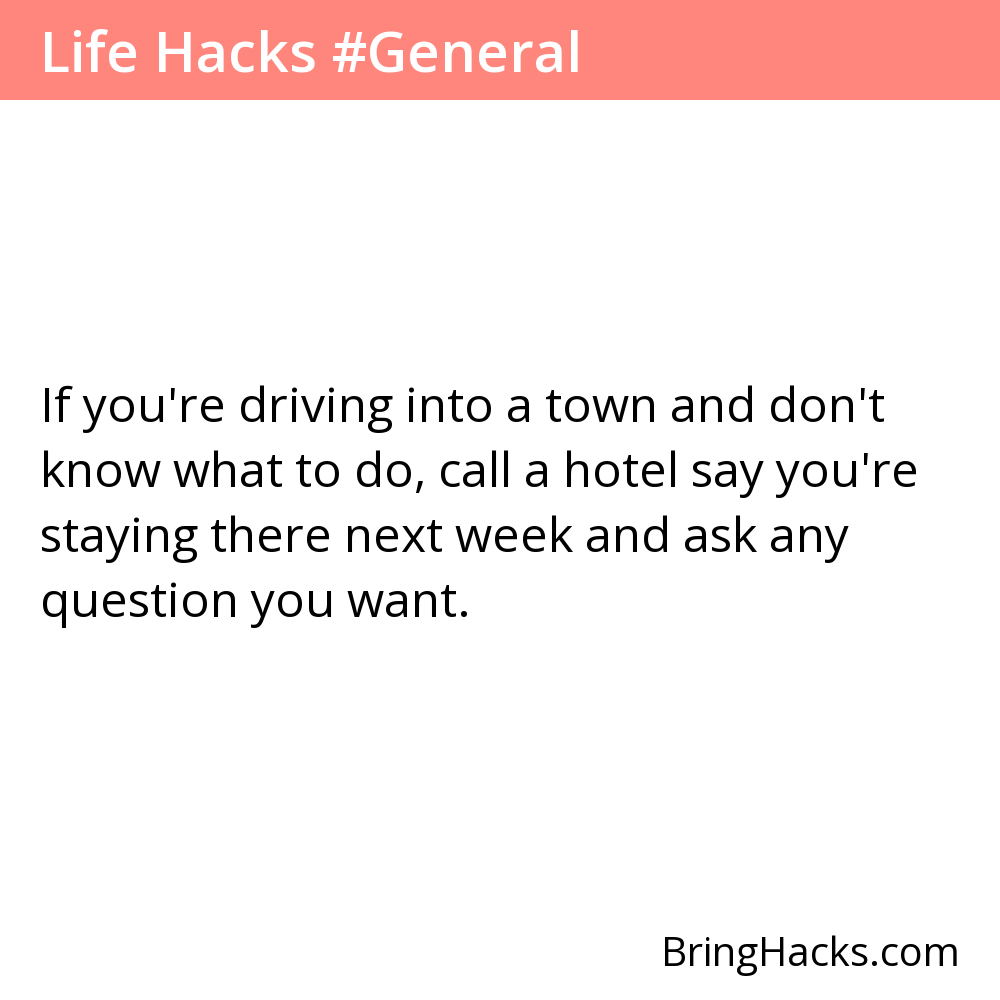 Life Hacks #General
If you're driving into a town and don't
know what to do, call a hotel say you're
staying there next week and ask any
question you want.
BringHacks.com